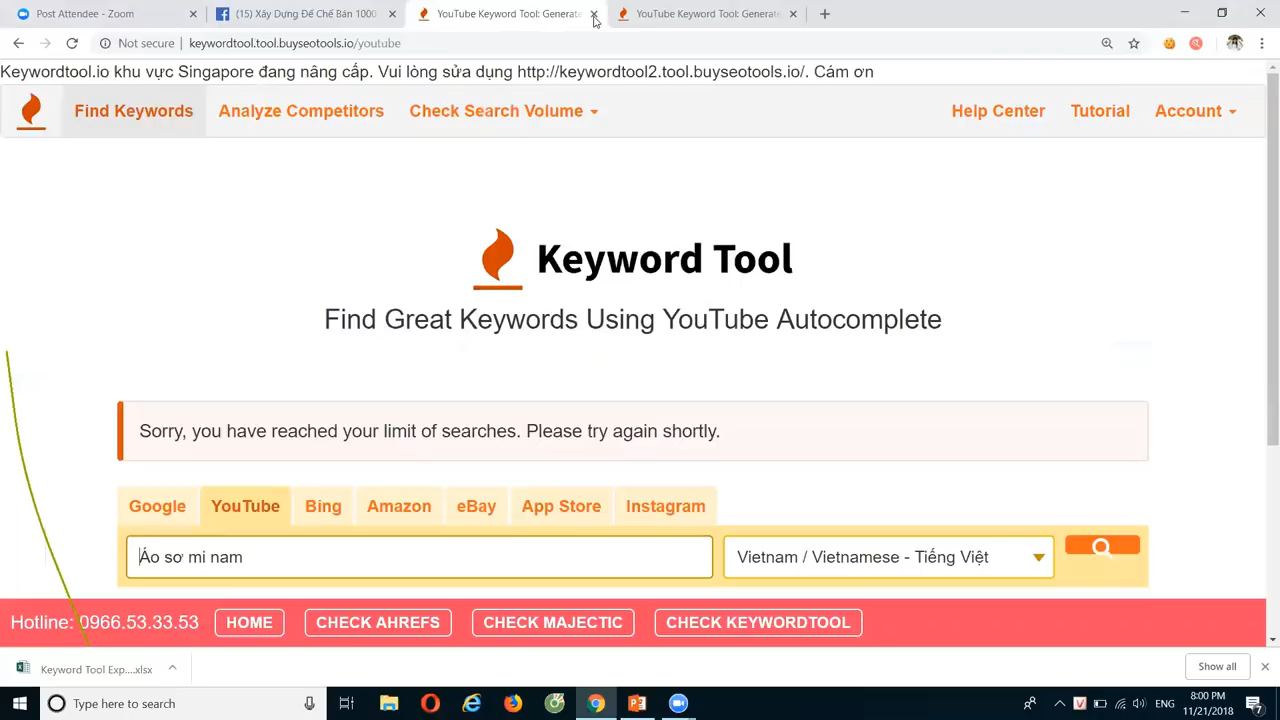 Post Attendee - Zoom
(15) Xây Dựng Đế Chế Bán 1000
YouTube Keyword Tool: Generate
YouTube Keyword Tool: Generate
Not secure
keywordtool.tool.buyseotools.io/youtube
Keywordtool.io khu vực Singapore đang nâng cấp. Vui lòng sửa dụng http://keywordtool2.tool.buyseotools.io/. Cám ơn
Find Keywords
Analyze Competitors
Check Search Volume
Help Center
Tutorial
Account
Keyword Tool
Find Great Keywords Using YouTube Autocomplete
Sorry, you have reached your limit of searches. Please try again shortly.
Google
YouTube
Bing
Amazon
eBay
App Store
Instagram
Áo sơ mi nam
Vietnam / Vietnamese - Tiếng Việt
Hotline: 0966.53.33.53
HOME
CHECK AHREFS
CHECK MAJECTIC
CHECK KEYWORDTOOL
Keyword Tool Exp....xlsx
Show all
Type here to search
ENG
8:00 PM
11/21/2018
7